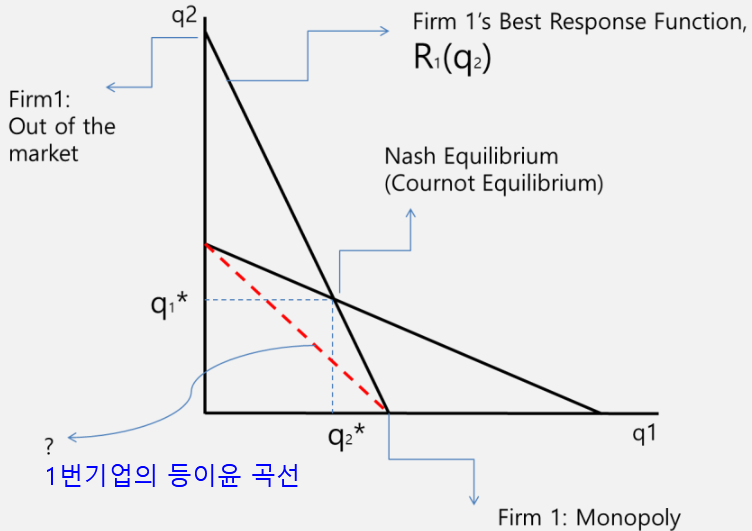 q2
Firm 1's Best Response Function,
R₁(q₂)
Firm1:
Out of the
market
Nash Equilibrium
(Cournot Equilibrium)
q₁*
q₂*
q1
?
1번기업의 등이윤 곡선
Firm 1: Monopoly